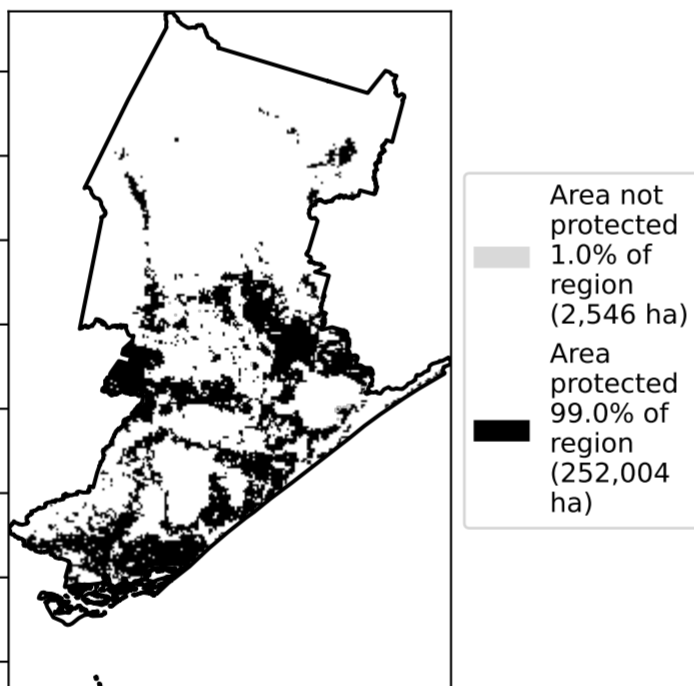 Area not
protected
1.0% of
region
(2,546 ha)
Area
protected
99.0% of
region
(252,004
ha)